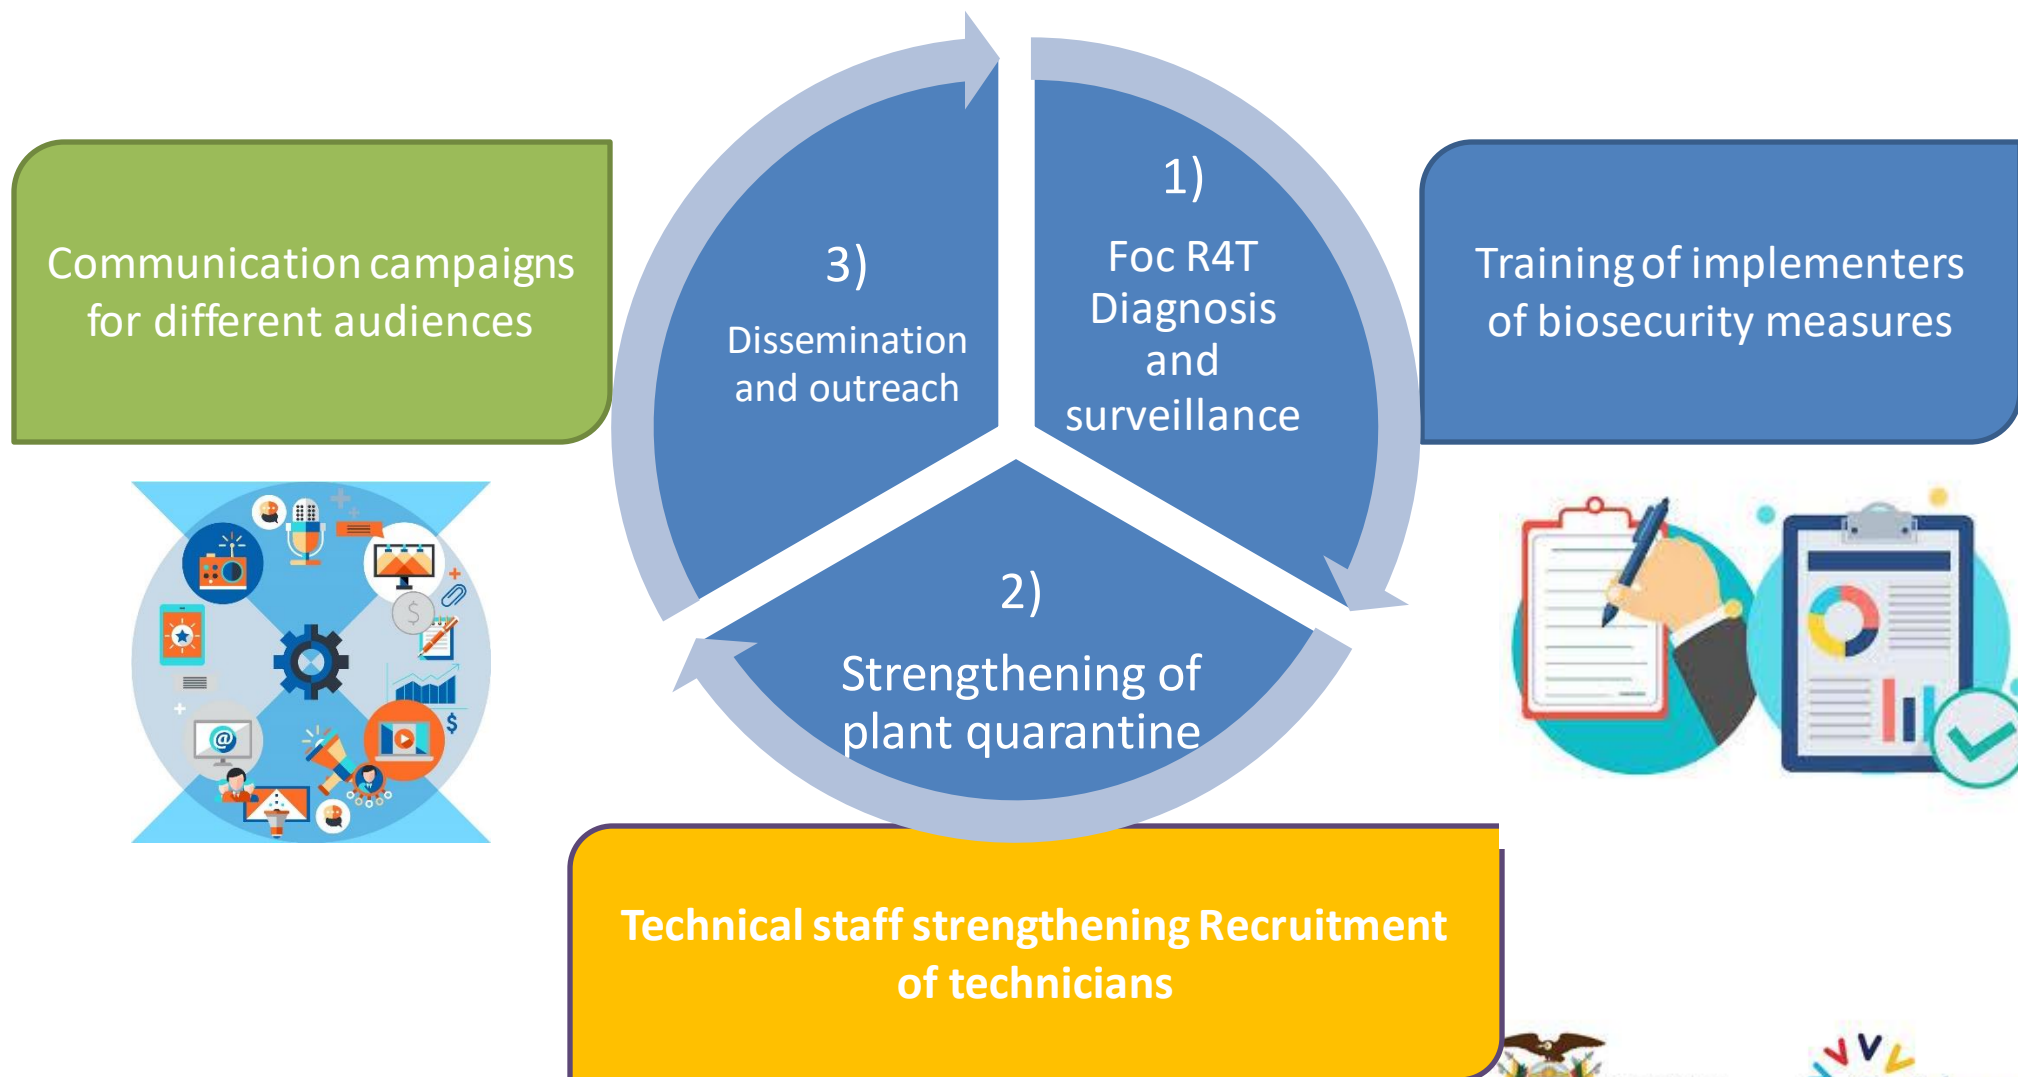 Communication campaigns
for different audiences
3)
Dissemination
and outreach
1)
Foc R4T
Diagnosis
and
surveillance
Training of implementers
of biosecurity measures
2)
Strengthening of
plant quarantine
@
$
$
Technical staff strengthening Recruitment
of technicians